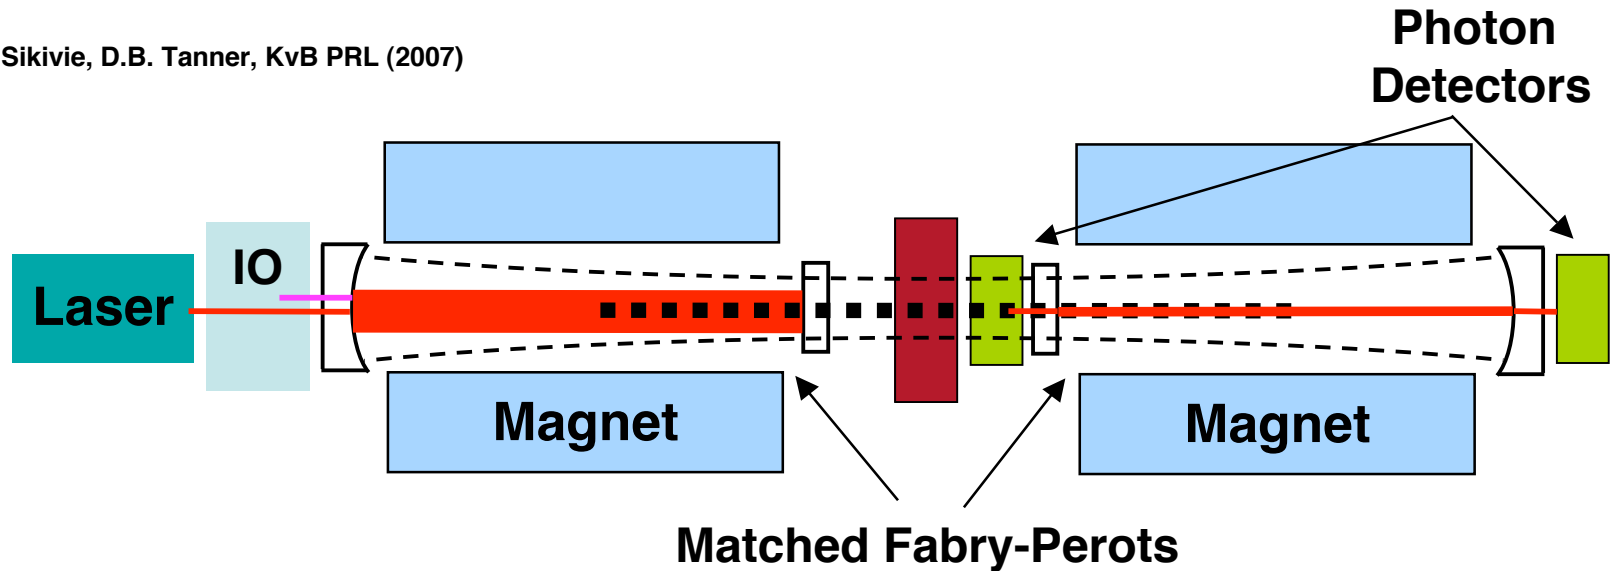 Sikivie, D.B. Tanner, KvB PRL (2007)
Photon
Detectors
IO
Laser
Magnet
Magnet
Matched Fabry-Perots